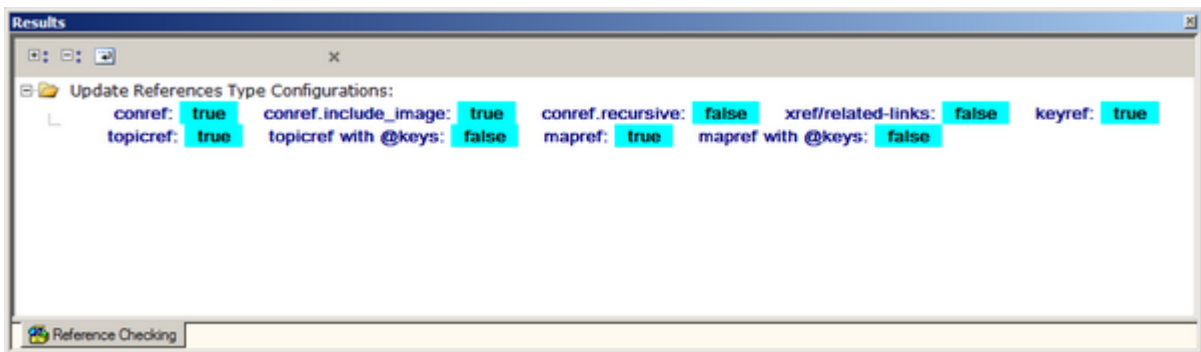 Results
Update References Type Configurations:
conref: true conref.include_image: true conref.recursive: false xref/related-links: false keyref: true
topicref: true topicref with @keys: false mapref: true mapref with @keys: false
Reference Checking